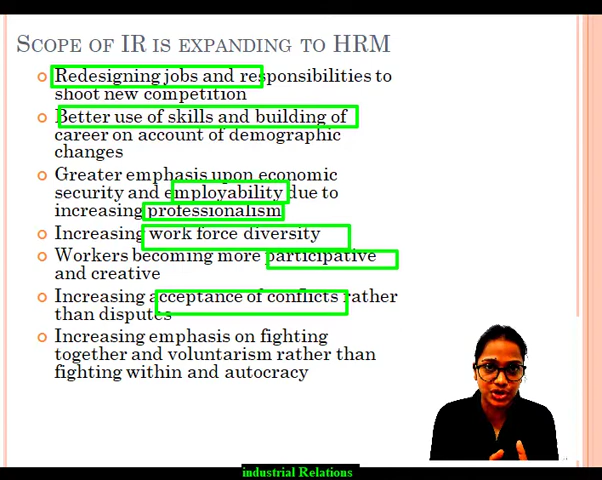 SCOPE OF IR IS EXPANDING TO HRM
Redesigning jobs and responsibilities to
shoot new competition
Better use of skills and building of
career on account of demographic
changes
Greater emphasis upon economic
security and employability due to
increasing professionalism
Increasing work force diversity
Workers becoming more participative
and creative
Increasing acceptance of conflicts rather
than disputes
Increasing emphasis on fighting
together and voluntarism rather than
fighting within and autocracy
industrial Relations